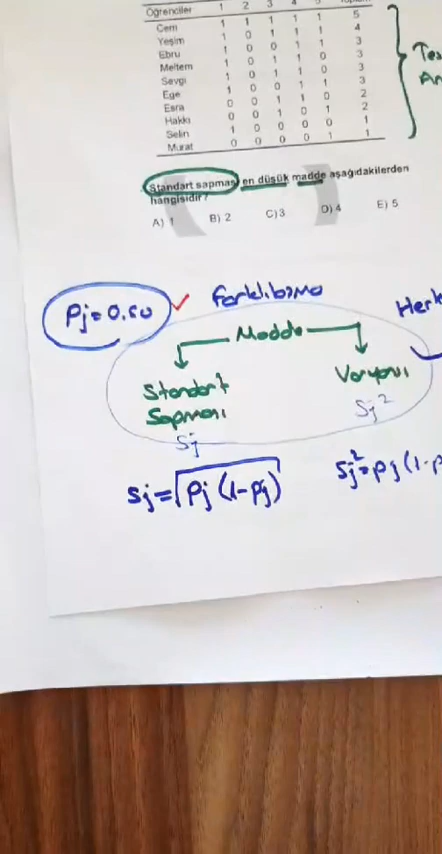 Öğrenciler 1 2 3 4 5 Toplam
Cem 1 1 1 1 1 5
Yeşim 1 0 1 1 1 4
Ebru 1 0 0 1 1 3
Meltem 1 0 1 1 0 3
Sevgi 1 0 1 1 0 3
Ege 1 0 0 1 1 3
Esra 0 0 1 1 0 2
Hakkı 0 0 1 0 1 2
Selin 1 0 0 0 0 1
Murat 0 0 0 0 1 1
Standart sapması en düşük madde aşağıdakilerden
hangisidir?
A) 1 B) 2 C) 3 D) 4 E) 5
Pj=0.50 ✓ farklılaşma
Madde
Standart
Sapması
Sj
Varyansı
Sj²
Sj=√Pj(1-Pj)
Sj²=Pj(1-P